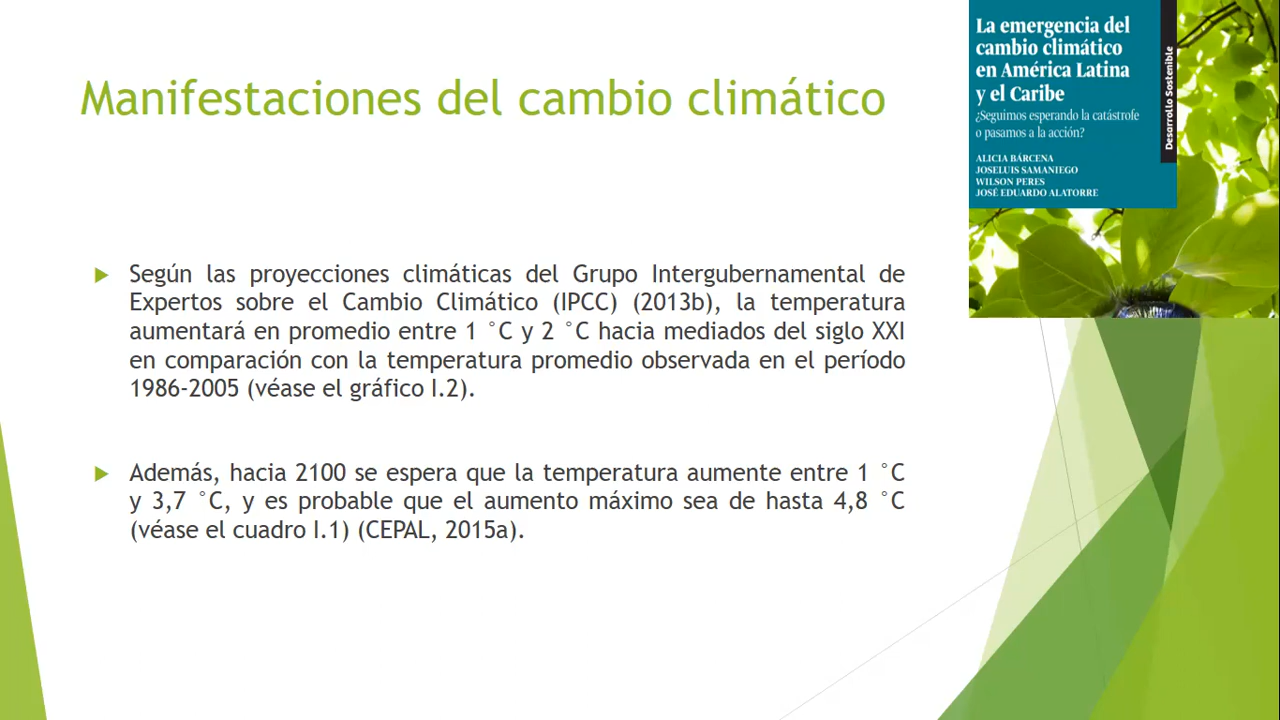 Manifestaciones del cambio climático
La emergencia del
cambio climático
en América Latina
y el Caribe
¿Seguimos esperando la catástrofe
o pasamos a la acción?
ALICIA BÁRCENA
JOSELUIS SAMANIEGO
WILSON PERES
JOSÉ EDUARDO ALATORRE
Desarrollo Sostenible
Según las proyecciones climáticas del Grupo Intergubernamental de
Expertos sobre el Cambio Climático (IPCC) (2013b), la temperatura
aumentará en promedio entre 1 °C y 2 °C hacia mediados del siglo XXI
en comparación con la temperatura promedio observada en el período
1986-2005 (véase el gráfico I.2).
Además, hacia 2100 se espera que la temperatura aumente entre 1 °C
y 3,7 °C, y es probable que el aumento máximo sea de hasta 4,8 °C
(véase el cuadro I.1) (CEPAL, 2015a).